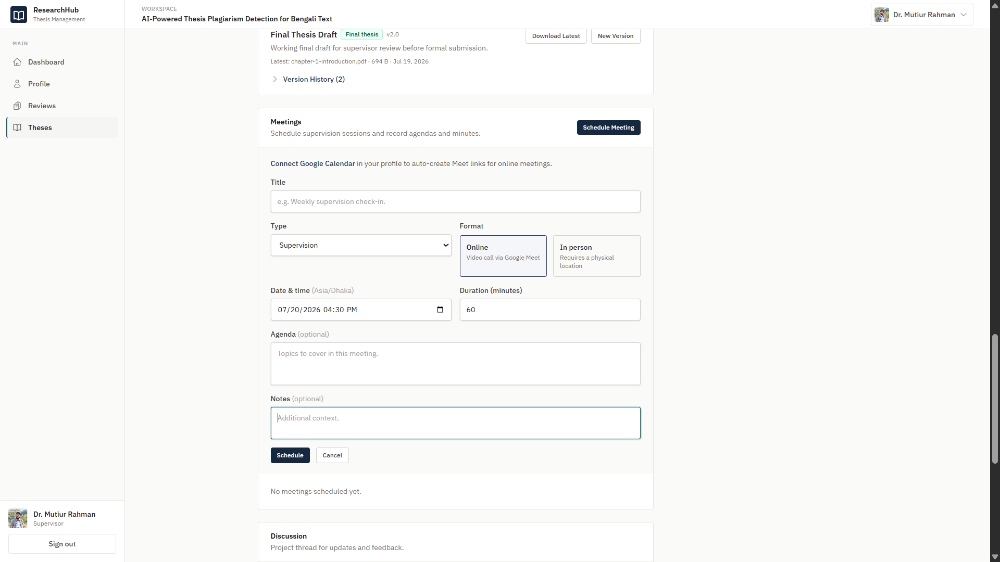 ResearchHub
Thesis Management
MAIN
Dashboard
Profile
Reviews
Theses
Dr. Mutiur Rahman
Supervisor
Sign out
WORKSPACE
AI-Powered Thesis Plagiarism Detection for Bengali Text
Dr. Mutiur Rahman
Final Thesis Draft Final thesis v2.0
Download Latest New Version
Working final draft for supervisor review before formal submission.
Latest: chapter-1-introduction.pdf · 694 B · Jul 19, 2026
Version History (2)
Meetings
Schedule supervision sessions and record agendas and minutes.
Schedule Meeting
Connect Google Calendar in your profile to auto-create Meet links for online meetings.
Title
e.g. Weekly supervision check-in.
Type
Supervision
Format
Online
Video call via Google Meet
In person
Requires a physical
location
Date & time (Asia/Dhaka)
07/20/2026 04:30 PM
Duration (minutes)
60
Agenda (optional)
Topics to cover in this meeting.
Notes (optional)
Additional context.
Schedule Cancel
No meetings scheduled yet.
Discussion
Project thread for updates and feedback.